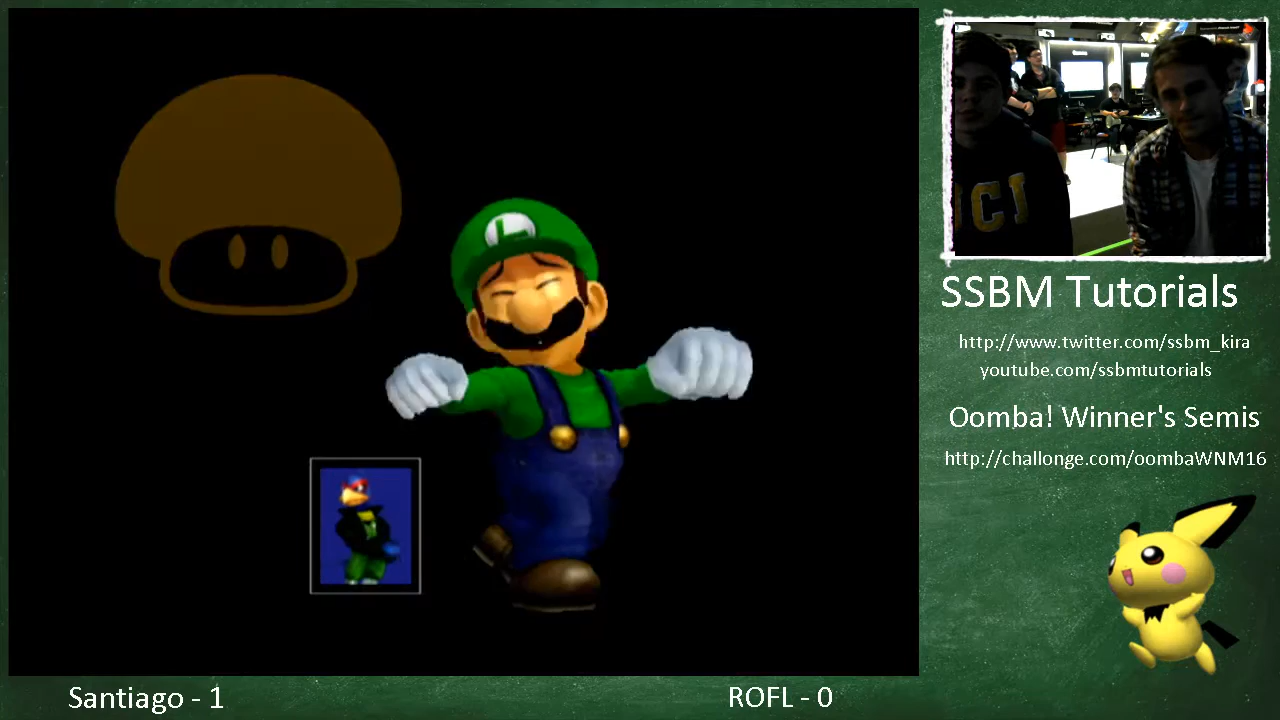 L
UCI
SSBM Tutorials
http://www.twitter.com/ssbm_kira
youtube.com/ssbmtutorials
Oomba! Winner's Semis
http://challonge.com/oombaWNM16
Santiago - 1
ROFL - 0